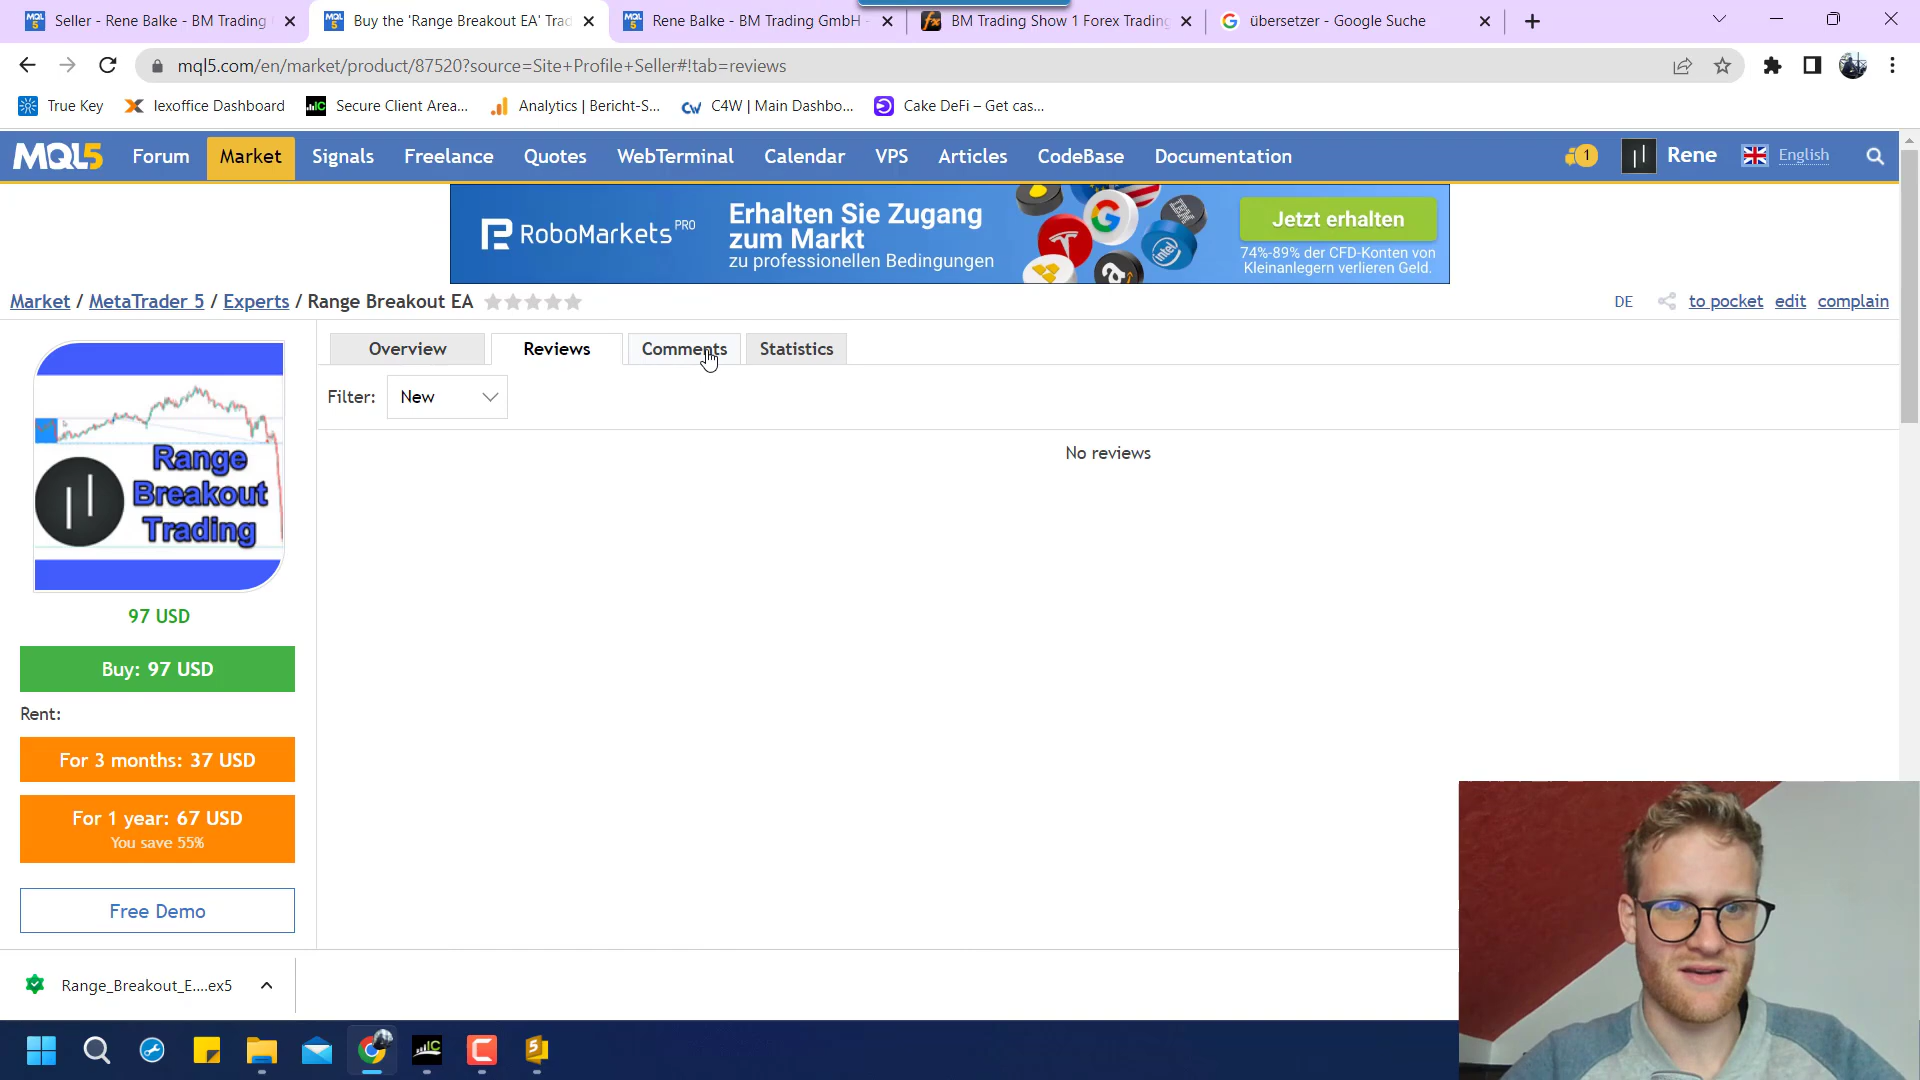 Seller - Rene Balke - BM Trading
Buy the 'Range Breakout EA' Trad
Rene Balke - BM Trading GmbH -
BM Trading Show 1 Forex Trading
übersetzer - Google Suche
mql5.com/en/market/product/87520?source=Site+Profile+Seller#!tab=reviews
True Key
lexoffice Dashboard
Secure Client Area...
Analytics | Bericht-S...
C4W | Main Dashbo...
Cake DeFi – Get cas...
MQL5
Forum
Market
Signals
Freelance
Quotes
WebTerminal
Calendar
VPS
Articles
CodeBase
Documentation
1
Rene
English
RoboMarkets PRO
Erhalten Sie Zugang
zum Markt
zu professionellen Bedingungen
Jetzt erhalten
74%-89% der CFD-Konten von
Kleinanlegern verlieren Geld.
Market / MetaTrader 5 / Experts / Range Breakout EA
DE
to pocket
edit
complain
Overview
Reviews
Comments
Statistics
Filter:
New
No reviews
Range
Breakout
Trading
97 USD
Buy: 97 USD
Rent:
For 3 months: 37 USD
For 1 year: 67 USD
You save 55%
Free Demo
Range_Breakout_E....ex5